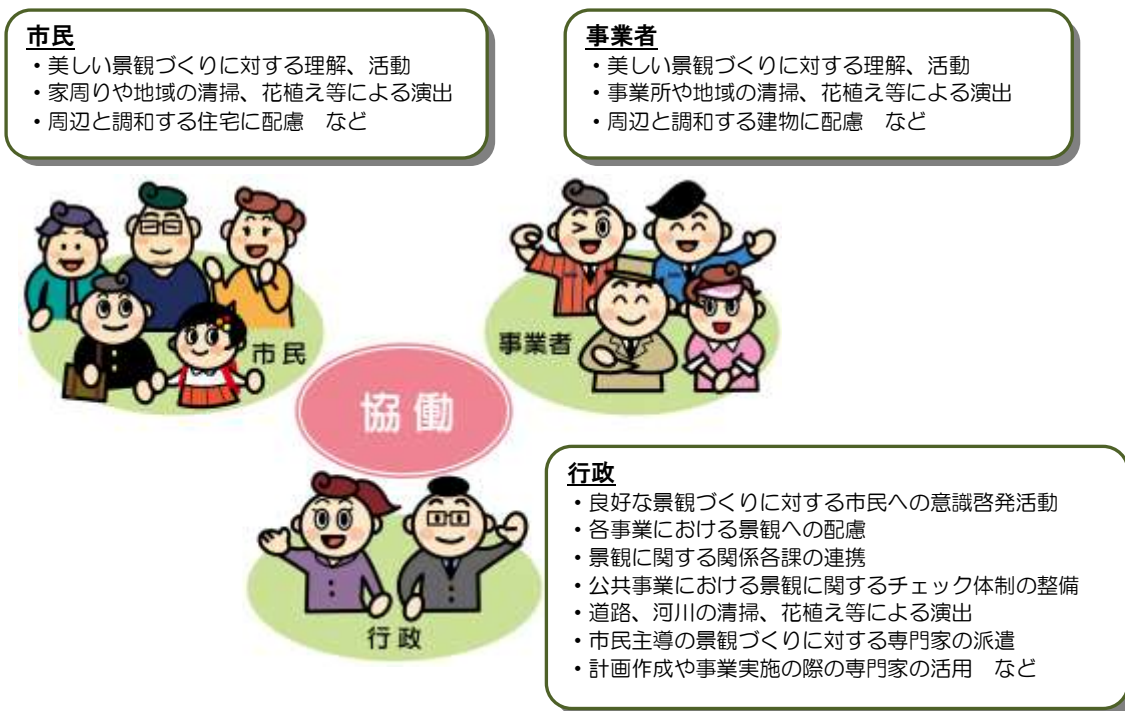 市民
・美しい景観づくりに対する理解、活動
・家周りや地域の清掃、花植え等による演出
・周辺と調和する住宅に配慮　など
事業者
・美しい景観づくりに対する理解、活動
・事業所や地域の清掃、花植え等による演出
・周辺と調和する建物に配慮　など
市民
事業者
協働
行政
行政
・良好な景観づくりに対する市民への意識啓発活動
・各事業における景観への配慮
・景観に関する関係各課の連携
・公共事業における景観に関するチェック体制の整備
・道路、河川の清掃、花植え等による演出
・市民主導の景観づくりに対する専門家の派遣
・計画作成や事業実施の際の専門家の活用　など